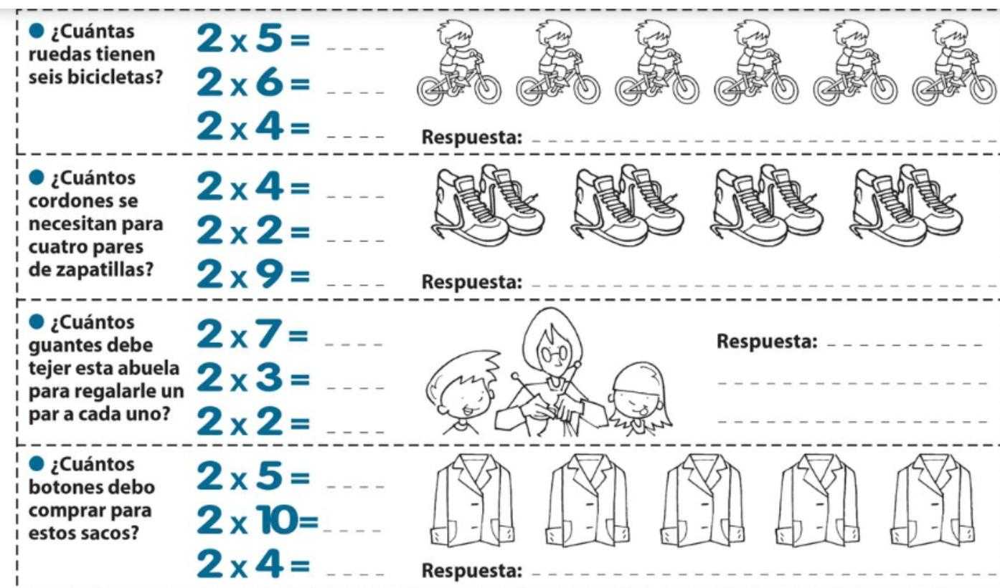 ● ¿Cuántas
ruedas tienen
seis bicicletas?
2 x 5 = _ _ _ _
2 x 6 = _ _ _ _
2 x 4 = _ _ _ _
Respuesta: _ _ _ _ _ _ _ _ _ _ _ _ _ _ _ _ _ _ _ _ _ _ _ _
● ¿Cuántos
cordones se
necesitan para
cuatro pares
de zapatillas?
2 x 4 = _ _ _ _
2 x 2 = _ _ _ _
2 x 9 = _ _ _ _
Respuesta: _ _ _ _ _ _ _ _ _ _ _ _ _ _ _ _ _ _ _ _ _ _ _ _
● ¿Cuántos
guantes debe
tejer esta abuela
para regalarle un
par a cada uno?
2 x 7 = _ _ _ _
2 x 3 = _ _ _ _
2 x 2 = _ _ _ _
Respuesta: _ _ _ _ _ _ _ _ _ _
● ¿Cuántos
botones debo
comprar para
estos sacos?
2 x 5 = _ _ _ _
2 x 10= _ _ _ _
2 x 4 = _ _ _ _
Respuesta: _ _ _ _ _ _ _ _ _ _ _ _ _ _ _ _ _ _ _ _ _ _ _ _